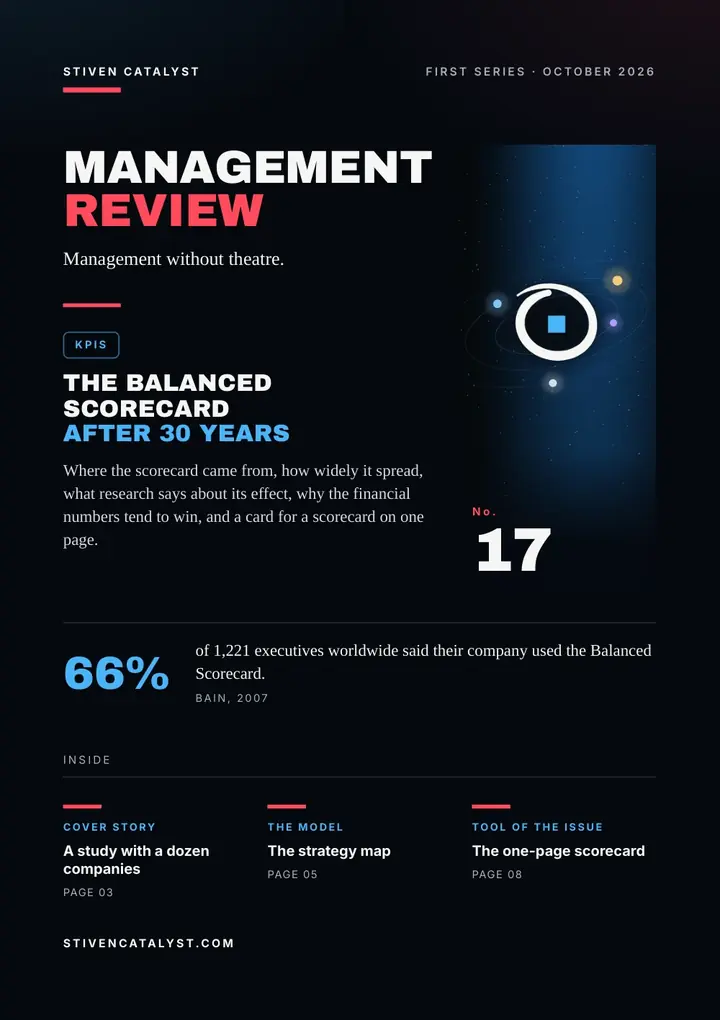 STIVEN CATALYST
FIRST SERIES · OCTOBER 2026
MANAGEMENT
REVIEW
Management without theatre.
KPIS
THE BALANCED
SCORECARD
AFTER 30 YEARS
Where the scorecard came from, how widely it spread,
what research says about its effect, why the financial
numbers tend to win, and a card for a scorecard on one
page.
No.
17
66%
of 1,221 executives worldwide said their company used the Balanced
Scorecard.
BAIN, 2007
INSIDE
COVER STORY
A study with a dozen
companies
PAGE 03
THE MODEL
The strategy map
PAGE 05
TOOL OF THE ISSUE
The one-page scorecard
PAGE 08
STIVENCATALYST.COM